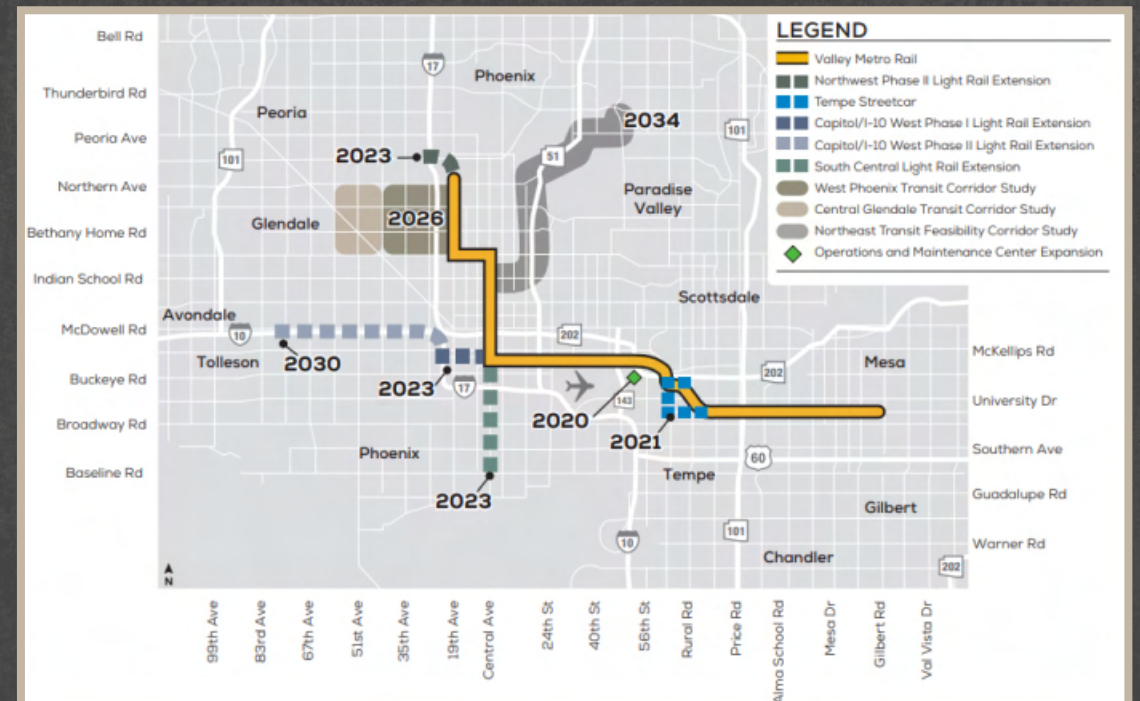 LEGEND
Valley Metro Rail
Northwest Phase II Light Rail Extension
Tempe Streetcar
Capitol/I-10 West Phase I Light Rail Extension
Capitol/I-10 West Phase II Light Rail Extension
South Central Light Rail Extension
West Phoenix Transit Corridor Study
Central Glendale Transit Corridor Study
Northeast Transit Feasibility Corridor Study
Operations and Maintenance Center Expansion
Bell Rd
Thunderbird Rd
Peoria Ave
Northern Ave
Bethany Home Rd
Indian School Rd
McDowell Rd
Buckeye Rd
Broadway Rd
Baseline Rd
17
Phoenix
Peoria
2034
101
101
2023
51
Paradise
Valley
Glendale
2026
Scottsdale
Avondale
10
202
Tolleson
2030
2023
17
Mesa
202
143
2020
2021
Phoenix
60
Tempe
2023
Gilbert
101
10
Chandler
202
N
McKellips Rd
University Dr
Southern Ave
Guadalupe Rd
Warner Rd
99th Ave
83rd Ave
67th Ave
51st Ave
35th Ave
19th Ave
Central Ave
24th St
40th St
56th St
Rural Rd
Price Rd
Alma School Rd
Mesa Dr
Gilbert Rd
Val Vista Dr